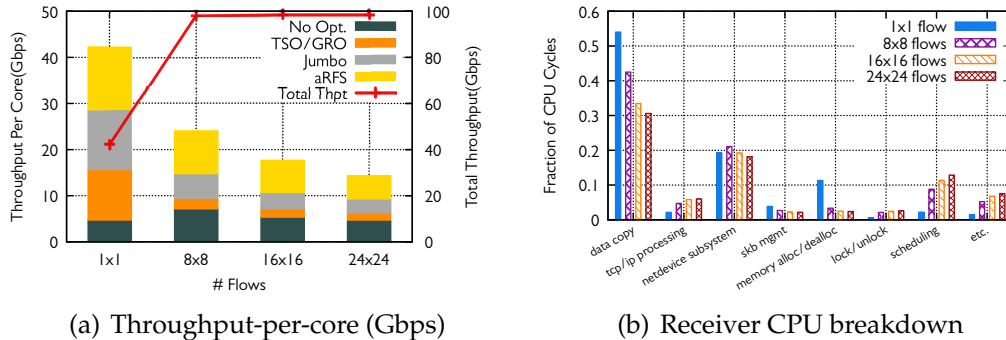 50
40
30
20
10
0
Throughput Per Core(Gbps)
No Opt.
TSO/GRO
Jumbo
aRFS
Total Thpt
100
80
60
40
20
0
Total Throughput(Gbps)
1x1
8x8
16x16
24x24
# Flows
(a) Throughput-per-core (Gbps)
0.6
0.5
0.4
0.3
0.2
0.1
0
Fraction of CPU Cycles
1x1 flow
8x8 flows
16x16 flows
24x24 flows
data copy
tcp/ip processing
netdevice subsystem
skb mgmt
memory alloc/dealloc
lock/unlock
scheduling
etc.
(b) Receiver CPU breakdown